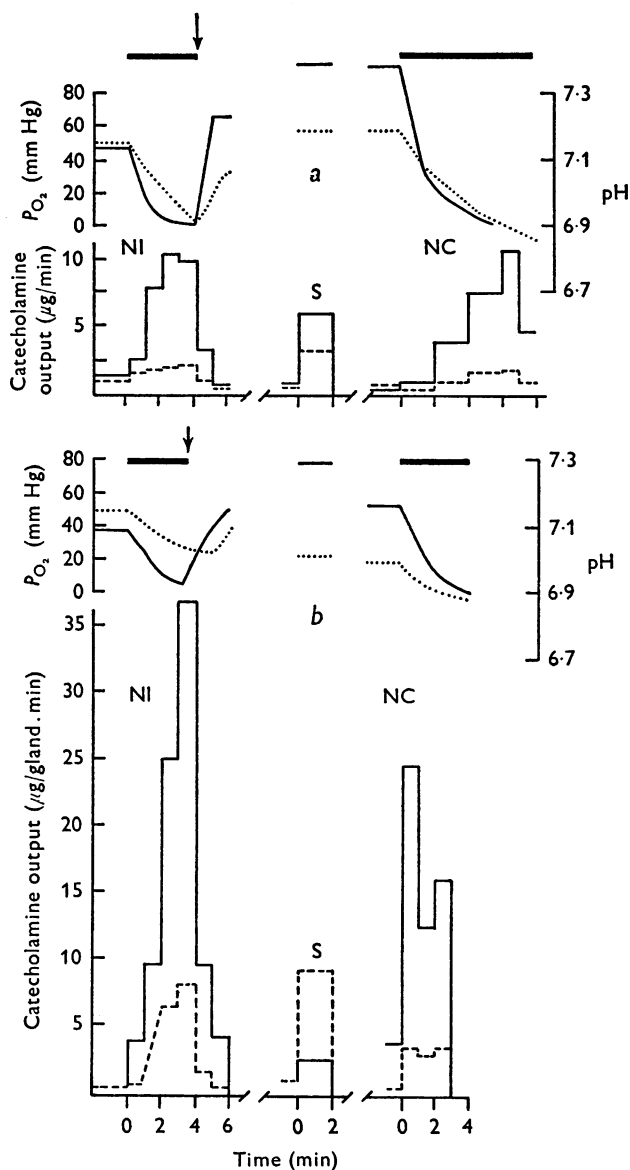 80
60
40
20
0
P O₂ (mm Hg)
a
7·3
7·1
6·9
6·7
pH
NI
S
NC
10
5
Catecholamine
output (μg/min)
80
60
40
20
0
P O₂ (mm Hg)
b
7·3
7·1
6·9
6·7
pH
35
30
25
20
15
10
5
Catecholamine output (μg/gland.min)
NI
S
NC
0 2 4 6 0 2 0 2 4
Time (min)